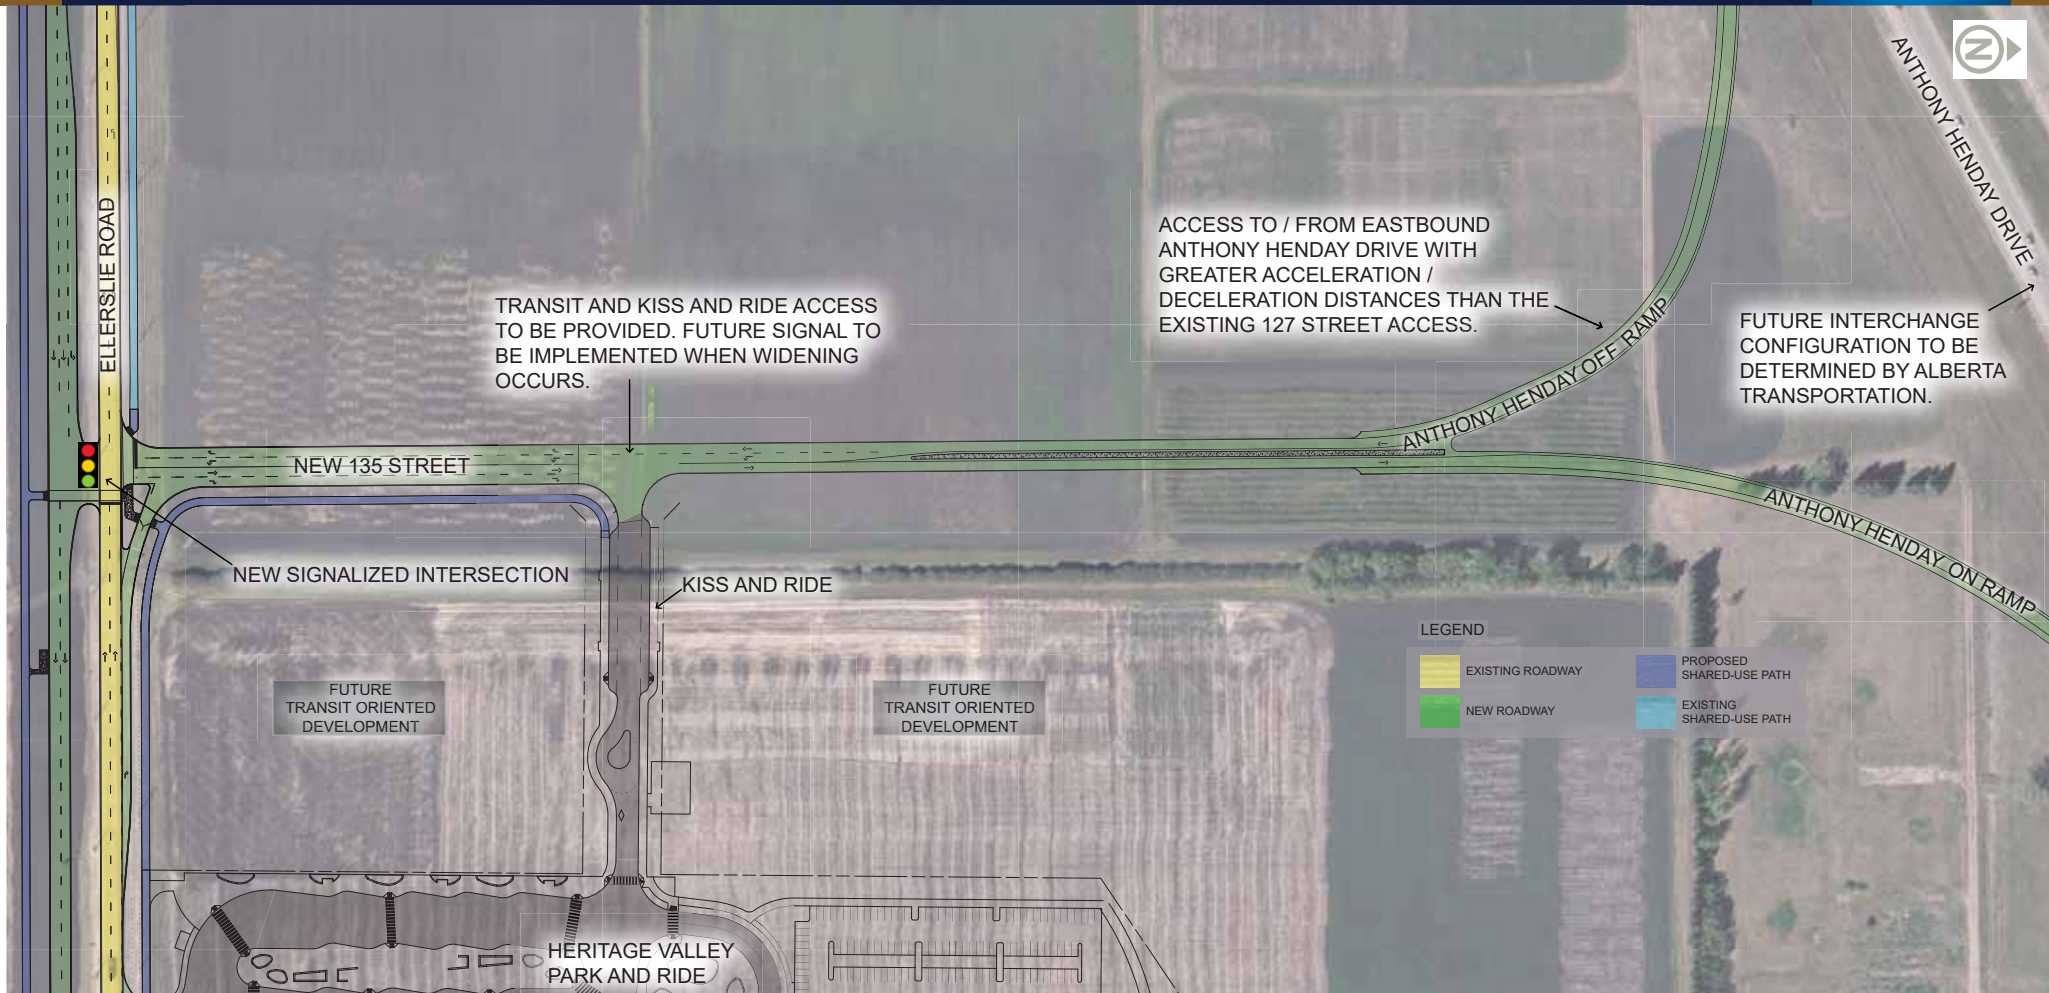 N
ANTHONY HENDAY DRIVE
ELLERSLIE ROAD
ACCESS TO / FROM EASTBOUND
ANTHONY HENDAY DRIVE WITH
GREATER ACCELERATION /
DECELERATION DISTANCES THAN THE
EXISTING 127 STREET ACCESS.
TRANSIT AND KISS AND RIDE ACCESS
TO BE PROVIDED. FUTURE SIGNAL TO
BE IMPLEMENTED WHEN WIDENING
OCCURS.
FUTURE INTERCHANGE
CONFIGURATION TO BE
DETERMINED BY ALBERTA
TRANSPORTATION.
ANTHONY HENDAY OFF RAMP
NEW 135 STREET
ANTHONY HENDAY ON RAMP
NEW SIGNALIZED INTERSECTION
KISS AND RIDE
LEGEND
EXISTING ROADWAY
PROPOSED
SHARED-USE PATH
NEW ROADWAY
EXISTING
SHARED-USE PATH
FUTURE
TRANSIT ORIENTED
DEVELOPMENT
FUTURE
TRANSIT ORIENTED
DEVELOPMENT
HERITAGE VALLEY
PARK AND RIDE